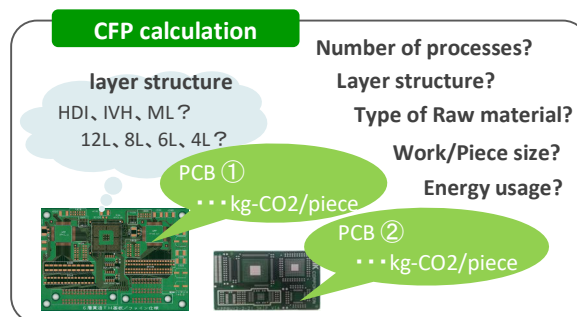 CFP calculation
Number of processes?
layer structure
Layer structure?
HDI、IVH、ML？
Type of Raw material?
12L、8L、6L、4L？
Work/Piece size?
PCB ①
Energy usage?
･･･kg-CO2/piece
PCB ②
･･･kg-CO2/piece